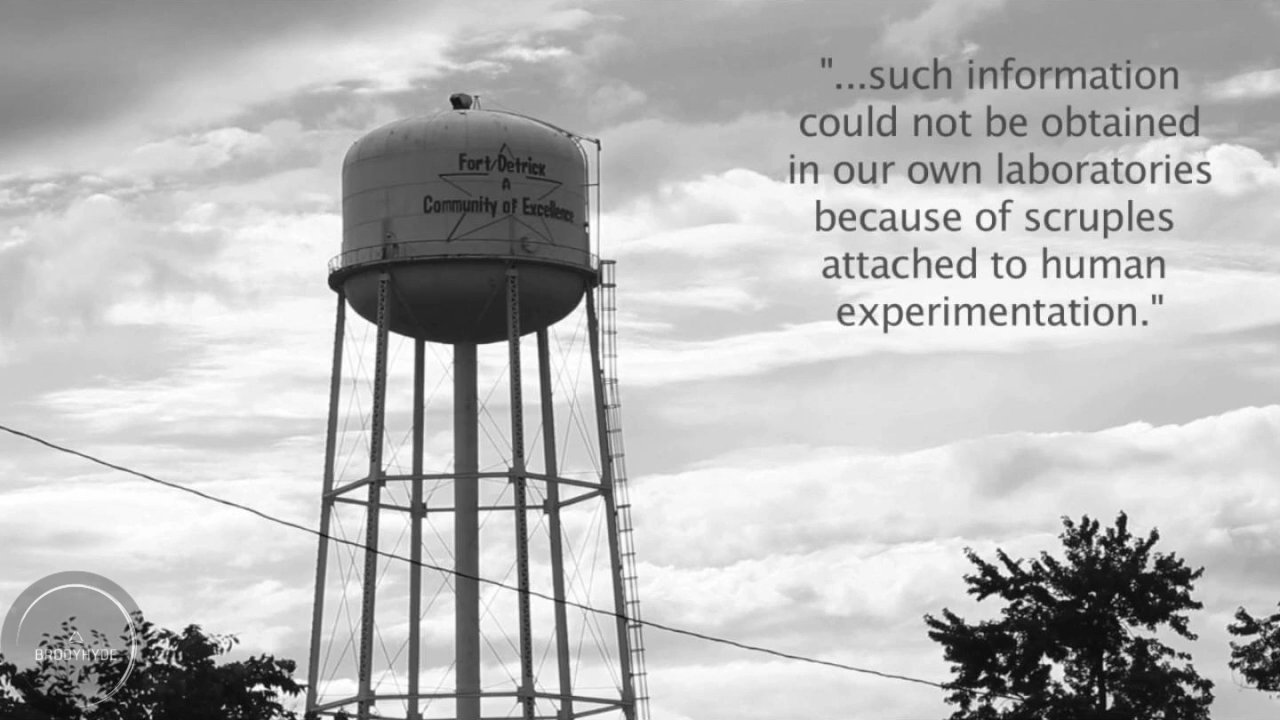 "...such information
could not be obtained
in our own laboratories
because of scruples
attached to human
experimentation."
Fort Detrick
A
Community of Excellence
BRODYHYDE